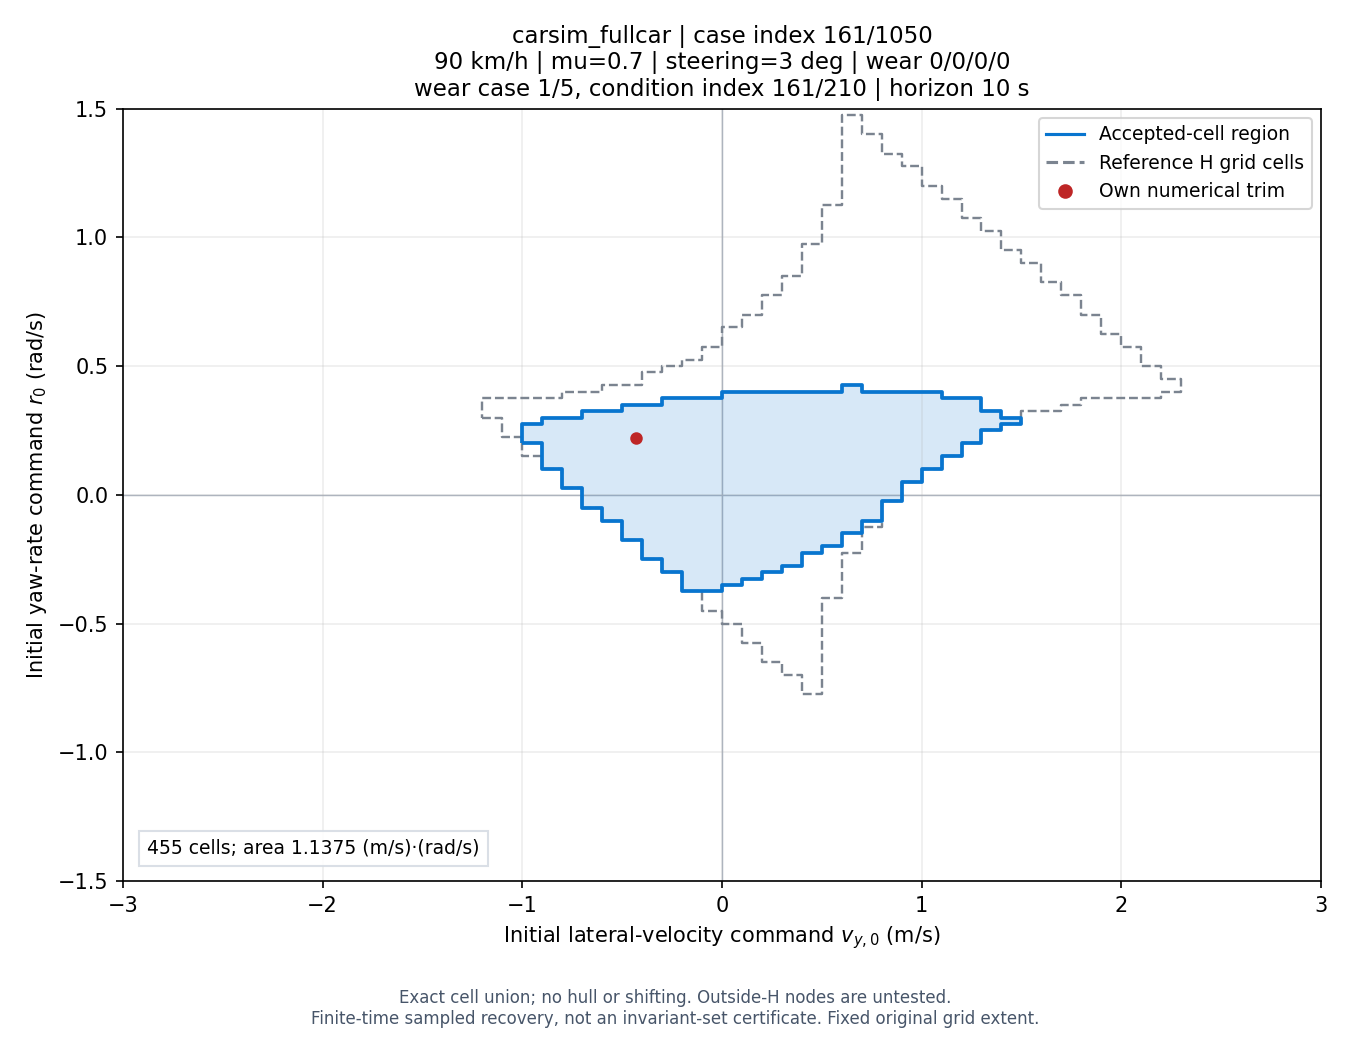 carsim_fullcar | case index 161/1050
90 km/h | mu=0.7 | steering=3 deg | wear 0/0/0/0
wear case 1/5, condition index 161/210 | horizon 10 s
Accepted-cell region
Reference H grid cells
Own numerical trim
1.5
1.0
0.5
0.0
−0.5
−1.0
−1.5
Initial yaw-rate command r0 (rad/s)
455 cells; area 1.1375 (m/s)·(rad/s)
−3 −2 −1 0 1 2 3
Initial lateral-velocity command vy,0 (m/s)
Exact cell union; no hull or shifting. Outside-H nodes are untested.
Finite-time sampled recovery, not an invariant-set certificate. Fixed original grid extent.